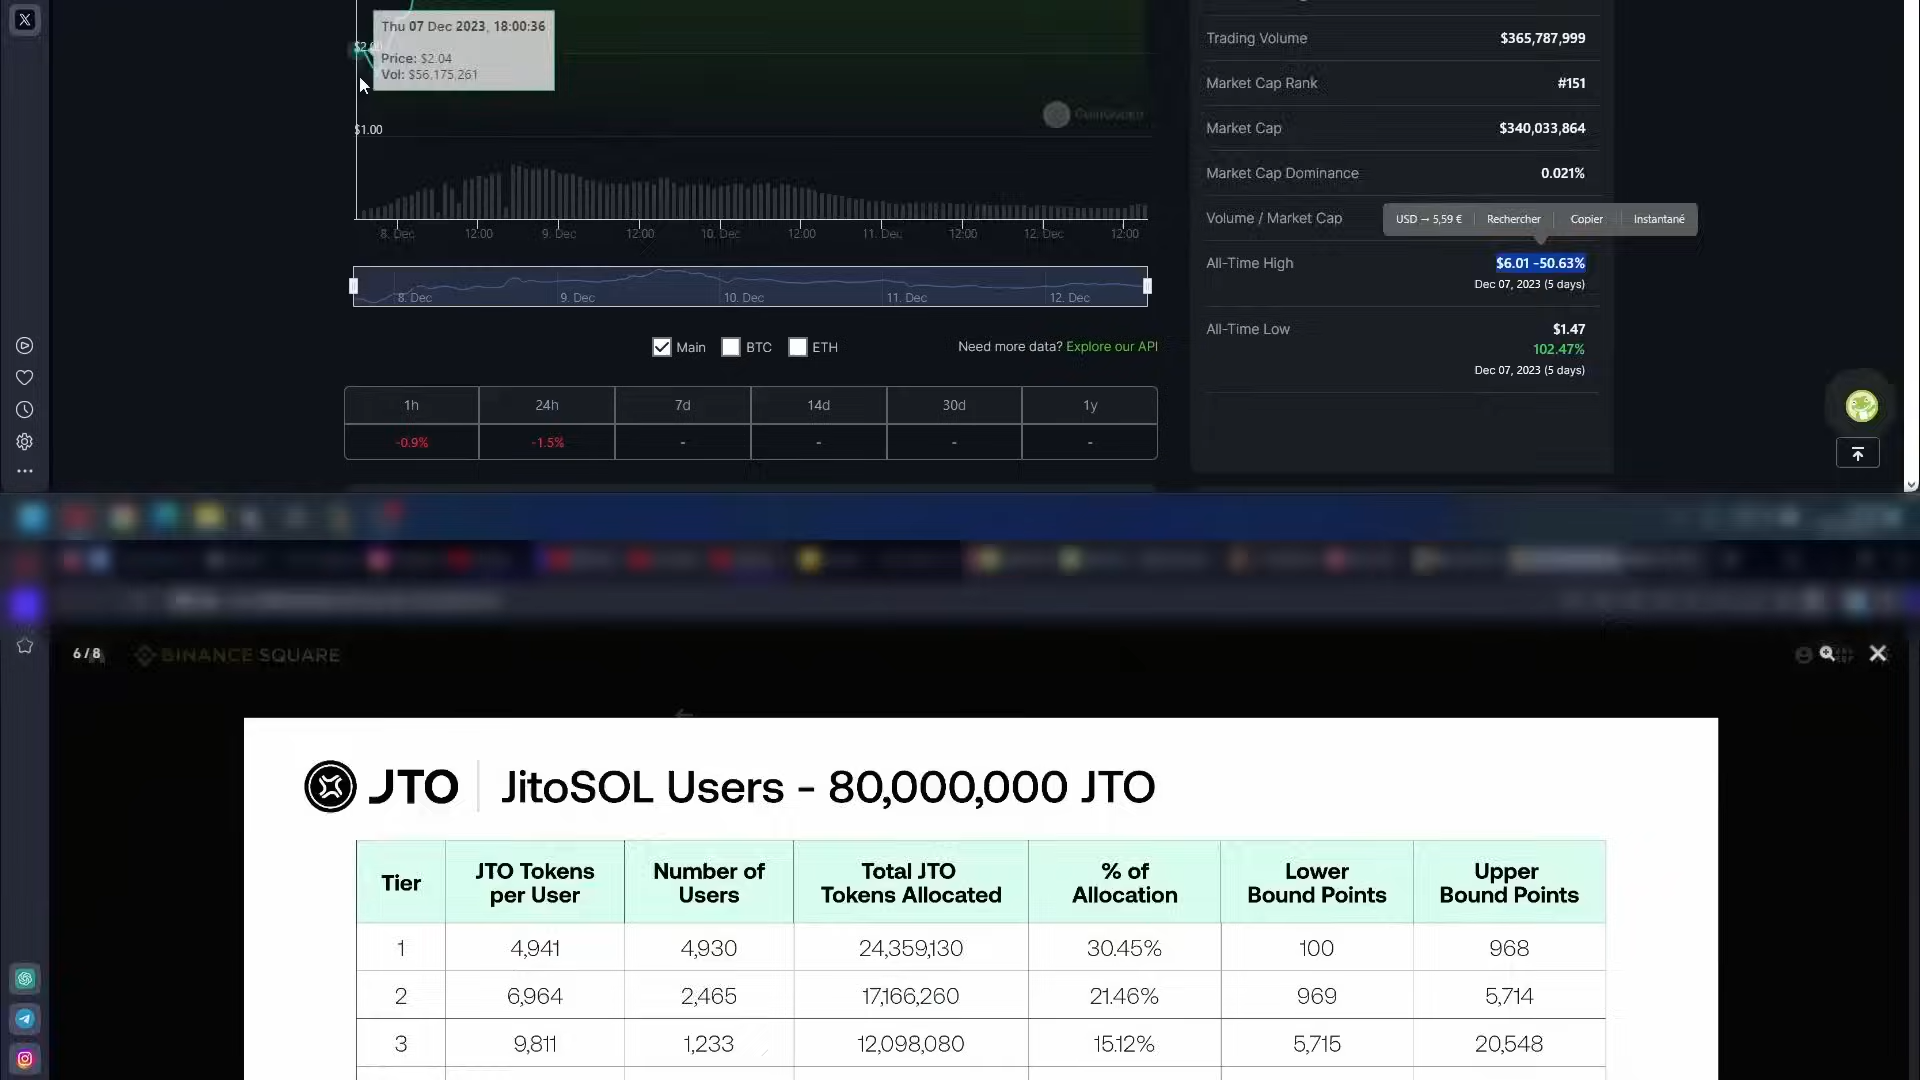 Thu 07 Dec 2023, 18:00:36
Price: $2.04
Vol: $56,175,261
$1.00
8. Dec 12:00 9. Dec 12:00 10. Dec 12:00 11. Dec 12:00 12. Dec 12:00
8. Dec 9. Dec 10. Dec 11. Dec 12. Dec
Main BTC ETH Need more data? Explore our API
1h 24h 7d 14d 30d 1y
-0.9% -1.5% - - - -
Trading Volume $365,787,999
Market Cap Rank #151
Market Cap $340,033,864
Market Cap Dominance 0.021%
Volume / Market Cap
USD → 5,59 € Rechercher Copier Instantané
All-Time High $6.01 -50.63%
Dec 07, 2023 (5 days)
All-Time Low $1.47
102.47%
Dec 07, 2023 (5 days)
6 / 8 BINANCE SQUARE
JTO JitoSOL Users - 80,000,000 JTO
Tier JTO Tokens per User Number of Users Total JTO Tokens Allocated % of Allocation Lower Bound Points Upper Bound Points
1 4,941 4,930 24,359,130 30.45% 100 968
2 6,964 2,465 17,166,260 21.46% 969 5,714
3 9,811 1,233 12,098,080 15.12% 5,715 20,548